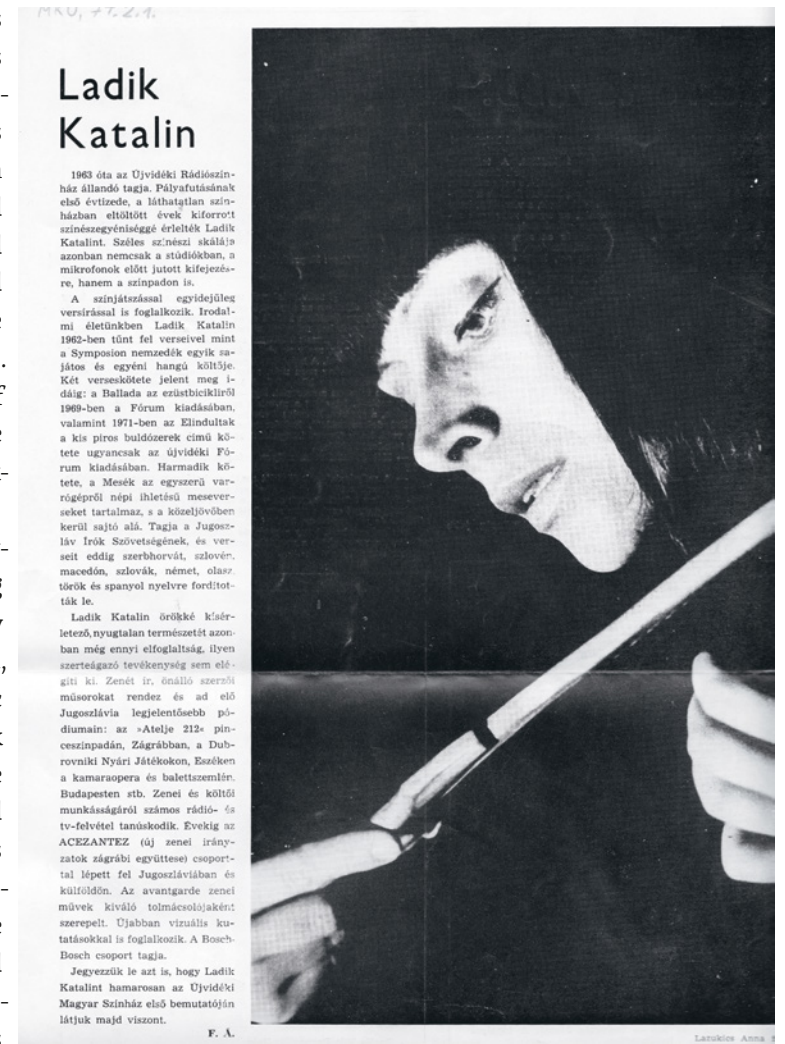 MKÚ, 77. 2. 1.
Ladik
Katalin
1963 óta az Újvidéki Rádiószín-
ház állandó tagja. Pályafutásának
első évtizede, a láthatatlan szín-
házban eltöltött évek kiforrott
színészegyéniséggé érlelték Ladik
Katalint. Széles színészi skálája
azonban nemcsak a stúdiókban, a
mikrofonok előtt jutott kifejezés-
re, hanem a színpadon is.
A színjátszással egyidejűleg
versírással is foglalkozik. Irodal-
mi életünkben Ladik Katalin
1962-ben tűnt fel verseivel mint
a Symposion nemzedék egyik sa-
játos és egyéni hangú költője.
Két verseskötete jelent meg i-
dáig: a Ballada az ezüstbicikliről
1969-ben a Fórum kiadásában,
valamint 1971-ben az Elindultak
a kis piros buldózerek című kö-
tete ugyancsak az újvidéki Fó-
rum kiadásában. Harmadik kö-
tete, a Mesék az egyszerű var-
rógépről népi ihletésű mesever-
seket tartalmaz, s a közeljövőben
kerül sajtó alá. Tagja a Jugosz-
láv Írók Szövetségének, és ver-
seit eddig szerbhorvát, szlovén,
macedón, szlovák, német, olasz,
török és spanyol nyelvre fordítot-
ták le.
Ladik Katalin örökké kísér-
letező, nyugtalan természetét azon-
ban még ennyi elfoglaltság, ilyen
szerteágazó tevékenység sem elé-
gíti ki. Zenét ír, önálló szerzői
műsorokat rendez és ad elő
Jugoszlávia legjelentősebb pó-
diumain: az »Atelje 212« pin-
ceszínpadán, Zágrábban, a Dub-
rovniki Nyári Játékokon, Eszéken
a kamaraopera és balettszemlén,
Budapesten stb. Zenei és költői
munkásságáról számos rádió- és
tv-felvétel tanúskodik. Évekig az
ACEZANTEZ (új zenei irány-
zatok zágrábi együttese) csoport-
tal lépett fel Jugoszláviában és
külföldön. Az avantgarde zenei
művek kiváló tolmácsolójaként
szerepelt. Újabban vizuális ku-
tatásokkal is foglalkozik. A Bosch-
Bosch csoport tagja.
Jegyezzük le azt is, hogy Ladik
Katalint hamarosan az Újvidéki
Magyar Színház első bemutatóján
látjuk majd viszont.
F. Á.
Lazukics Anna